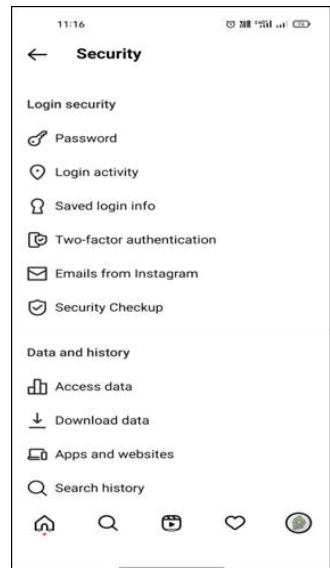 11:16
Security
Login security
Password
Login activity
Saved login info
Two-factor authentication
Emails from Instagram
Security Checkup
Data and history
Access data
Download data
Apps and websites
Search history